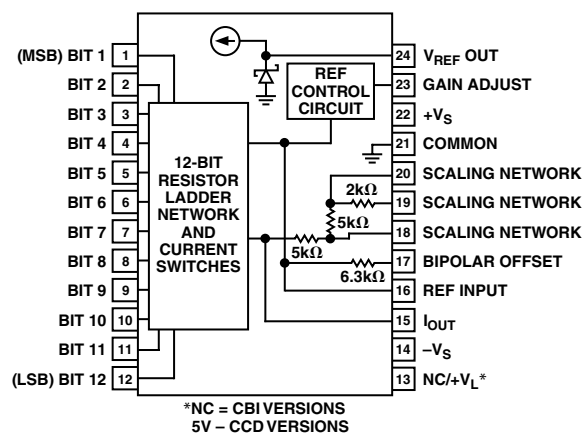 (MSB) BIT 1 1
BIT 2 2
BIT 3 3
BIT 4 4
BIT 5 5
BIT 6 6
BIT 7 7
BIT 8 8
BIT 9 9
BIT 10 10
BIT 11 11
(LSB) BIT 12 12
12-BIT
RESISTOR
LADDER
NETWORK
AND
CURRENT
SWITCHES
REF
CONTROL
CIRCUIT
2kΩ
5kΩ
5kΩ
6.3kΩ
24 VREF OUT
23 GAIN ADJUST
22 +VS
21 COMMON
20 SCALING NETWORK
19 SCALING NETWORK
18 SCALING NETWORK
17 BIPOLAR OFFSET
16 REF INPUT
15 IOUT
14 –VS
13 NC/+VL*
*NC = CBI VERSIONS
5V – CCD VERSIONS